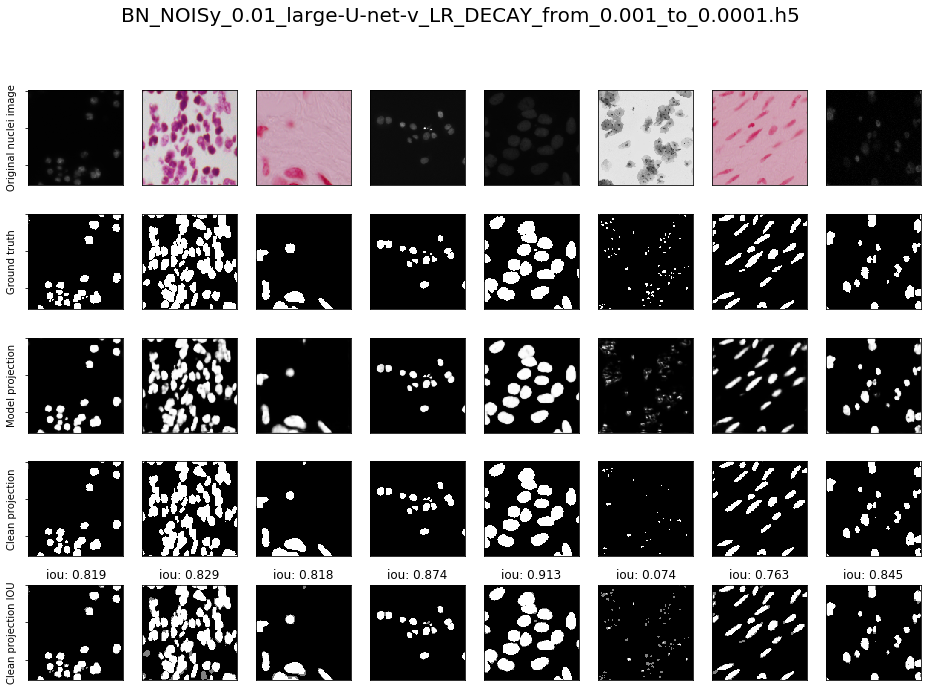 BN_NOISy_0.01_large-U-net-v_LR_DECAY_from_0.001_to_0.0001.h5
Original nuclei image
Ground truth
Model projection
Clean projection
iou: 0.819 iou: 0.829 iou: 0.818 iou: 0.874 iou: 0.913 iou: 0.074 iou: 0.763 iou: 0.845
Clean projection IOU